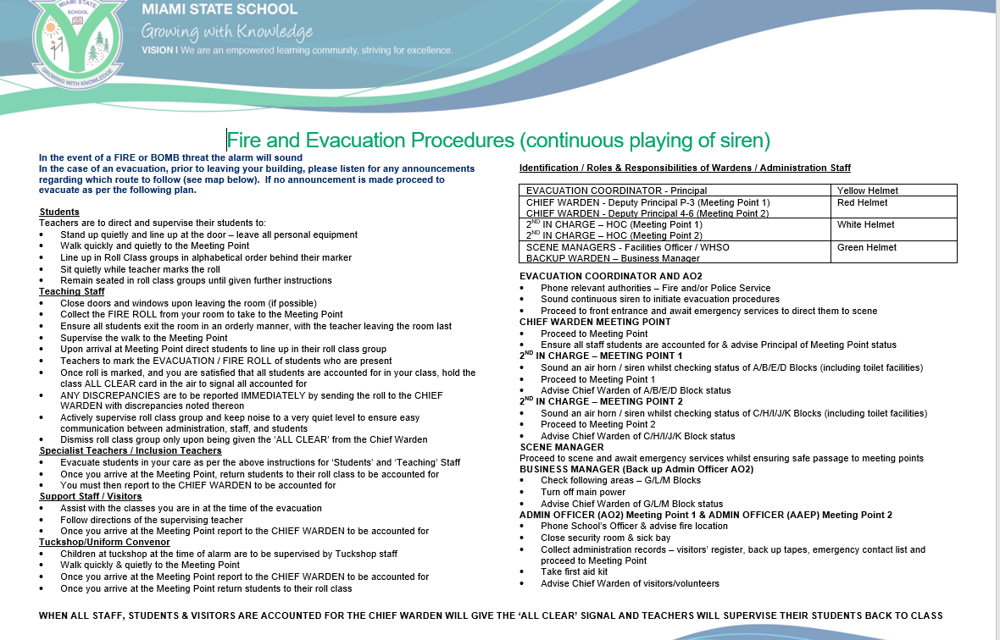 MIAMI STATE
SCHOOL
GROWING WITH KNOWLEDGE
MIAMI STATE SCHOOL
Growing with Knowledge
VISION I We are an empowered learning community, striving for excellence.
Fire and Evacuation Procedures (continuous playing of siren)
In the event of a FIRE or BOMB threat the alarm will sound
In the case of an evacuation, prior to leaving your building, please listen for any announcements
regarding which route to follow (see map below). If no announcement is made proceed to
evacuate as per the following plan.
Students
Teachers are to direct and supervise their students to:
• Stand up quietly and line up at the door – leave all personal equipment
• Walk quickly and quietly to the Meeting Point
• Line up in Roll Class groups in alphabetical order behind their marker
• Sit quietly while teacher marks the roll
• Remain seated in roll class groups until given further instructions
Teaching Staff
• Close doors and windows upon leaving the room (if possible)
• Collect the FIRE ROLL from your room to take to the Meeting Point
• Ensure all students exit the room in an orderly manner, with the teacher leaving the room last
• Supervise the walk to the Meeting Point
• Upon arrival at Meeting Point direct students to line up in their roll class group
• Teachers to mark the EVACUATION / FIRE ROLL of students who are present
• Once roll is marked, and you are satisfied that all students are accounted for in your class, hold the
class ALL CLEAR card in the air to signal all accounted for
• ANY DISCREPANCIES are to be reported IMMEDIATELY by sending the roll to the CHIEF
WARDEN with discrepancies noted thereon
• Actively supervise roll class group and keep noise to a very quiet level to ensure easy
communication between administration, staff, and students
• Dismiss roll class group only upon being given the ‘ALL CLEAR’ from the Chief Warden
Specialist Teachers / Inclusion Teachers
• Evacuate students in your care as per the above instructions for ‘Students’ and ‘Teaching’ Staff
• Once you arrive at the Meeting Point, return students to their roll class to be accounted for
• You must then report to the CHIEF WARDEN to be accounted for
Support Staff / Visitors
• Assist with the classes you are in at the time of the evacuation
• Follow directions of the supervising teacher
• Once you arrive at the Meeting Point report to the CHIEF WARDEN to be accounted for
Tuckshop/Uniform Convenor
• Children at tuckshop at the time of alarm are to be supervised by Tuckshop staff
• Walk quickly & quietly to the Meeting Point
• Once you arrive at the Meeting Point report to the CHIEF WARDEN to be accounted for
• Once you arrive at the Meeting Point return students to their roll class
Identification / Roles & Responsibilities of Wardens / Administration Staff
EVACUATION COORDINATOR - Principal Yellow Helmet
CHIEF WARDEN - Deputy Principal P-3 (Meeting Point 1) Red Helmet
CHIEF WARDEN - Deputy Principal 4-6 (Meeting Point 2)
2ND IN CHARGE – HOC (Meeting Point 1) White Helmet
2ND IN CHARGE – HOC (Meeting Point 2)
SCENE MANAGERS - Facilities Officer / WHSO Green Helmet
BACKUP WARDEN – Business Manager
EVACUATION COORDINATOR AND AO2
• Phone relevant authorities – Fire and/or Police Service
• Sound continuous siren to initiate evacuation procedures
• Proceed to front entrance and await emergency services to direct them to scene
CHIEF WARDEN MEETING POINT
• Proceed to Meeting Point
• Ensure all staff students are accounted for & advise Principal of Meeting Point status
2ND IN CHARGE – MEETING POINT 1
• Sound an air horn / siren whilst checking status of A/B/E/D Blocks (including toilet facilities)
• Proceed to Meeting Point 1
• Advise Chief Warden of A/B/E/D Block status
2ND IN CHARGE – MEETING POINT 2
• Sound an air horn / siren whilst checking status of C/H/I/J/K Blocks (including toilet facilities)
• Proceed to Meeting Point 2
• Advise Chief Warden of C/H/I/J/K Block status
SCENE MANAGER
Proceed to scene and await emergency services whilst ensuring safe passage to meeting points
BUSINESS MANAGER (Back up Admin Officer AO2)
• Check following areas – G/L/M Blocks
• Turn off main power
• Advise Chief Warden of G/L/M Block status
ADMIN OFFICER (AO2) Meeting Point 1 & ADMIN OFFICER (AAEP) Meeting Point 2
• Phone School’s Officer & advise fire location
• Close security room & sick bay
• Collect administration records – visitors’ register, back up tapes, emergency contact list and
proceed to Meeting Point
• Take first aid kit
• Advise Chief Warden of visitors/volunteers
WHEN ALL STAFF, STUDENTS & VISITORS ARE ACCOUNTED FOR THE CHIEF WARDEN WILL GIVE THE ‘ALL CLEAR’ SIGNAL AND TEACHERS WILL SUPERVISE THEIR STUDENTS BACK TO CLASS